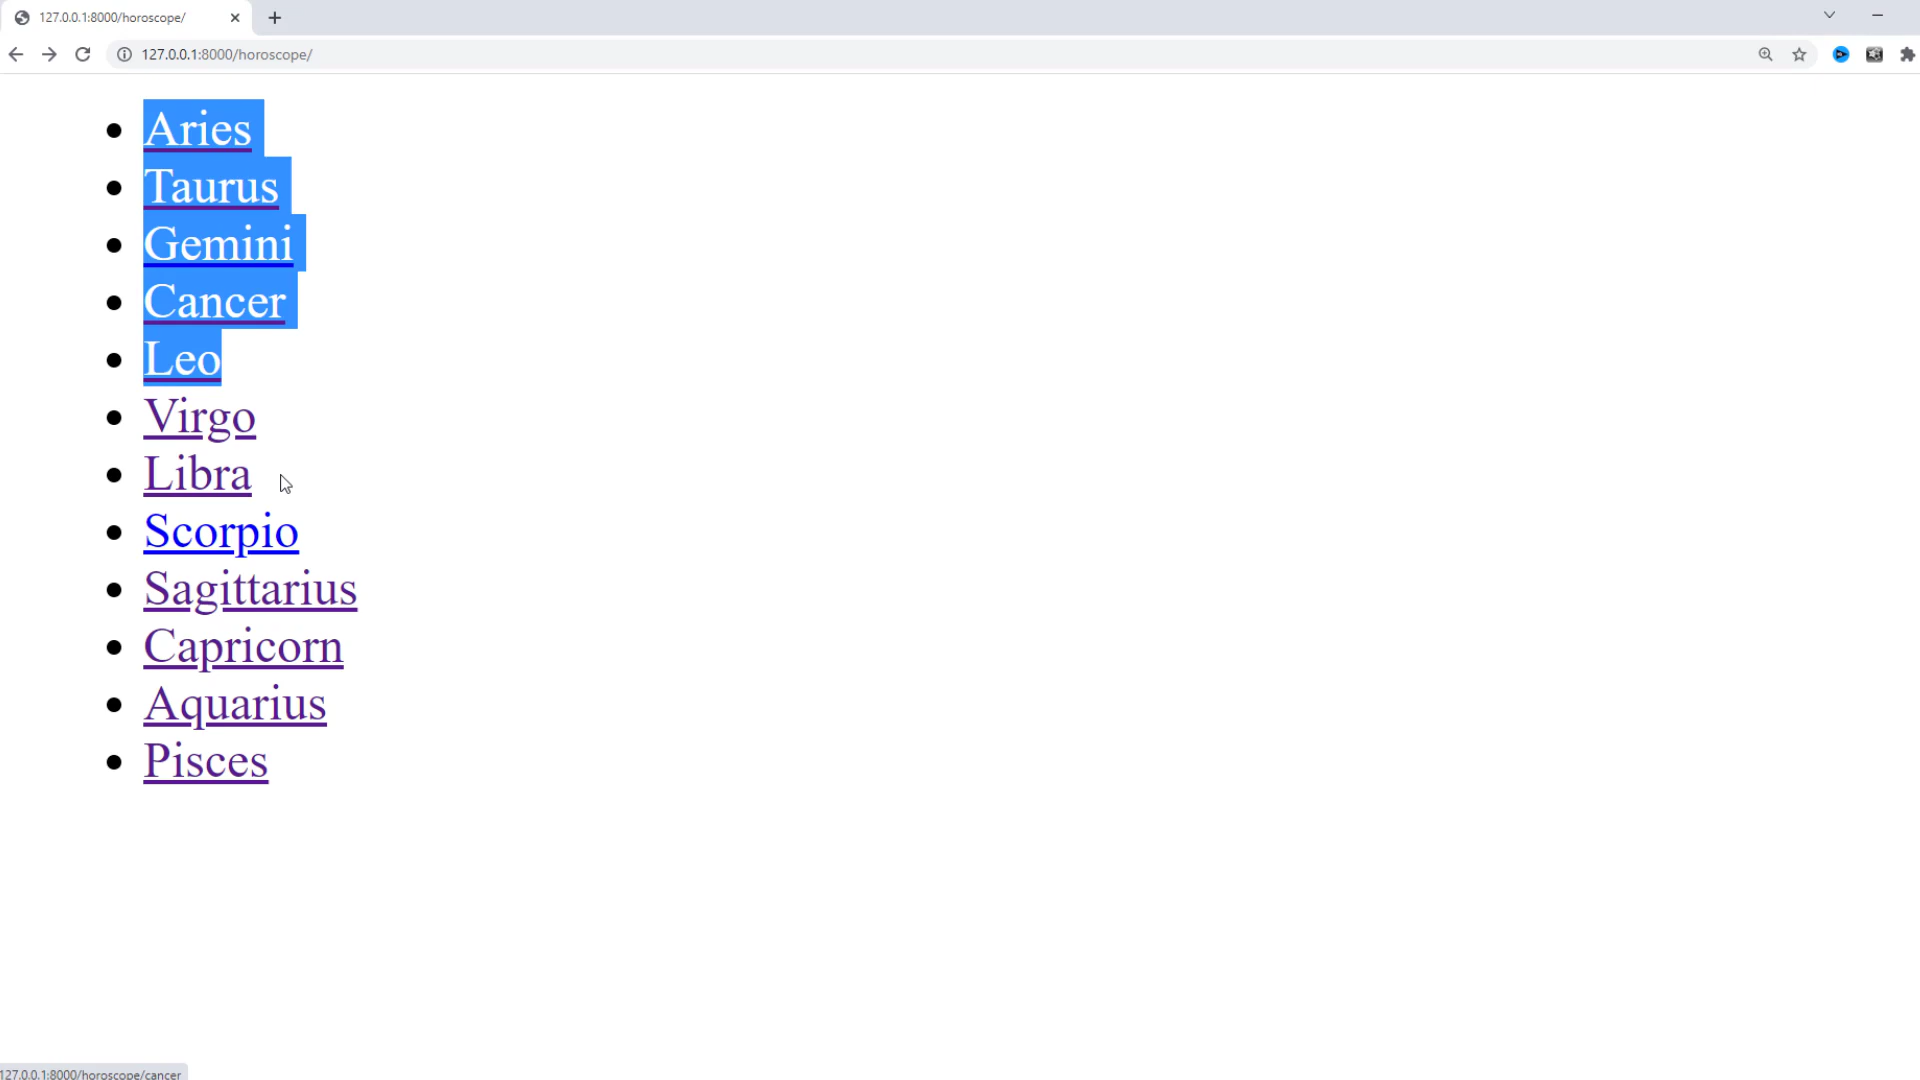 127.0.0.1:8000/horoscope/
127.0.0.1:8000/horoscope/
Aries
Taurus
Gemini
Cancer
Leo
Virgo
Libra
Scorpio
Sagittarius
Capricorn
Aquarius
Pisces
127.0.0.1:8000/horoscope/cancer